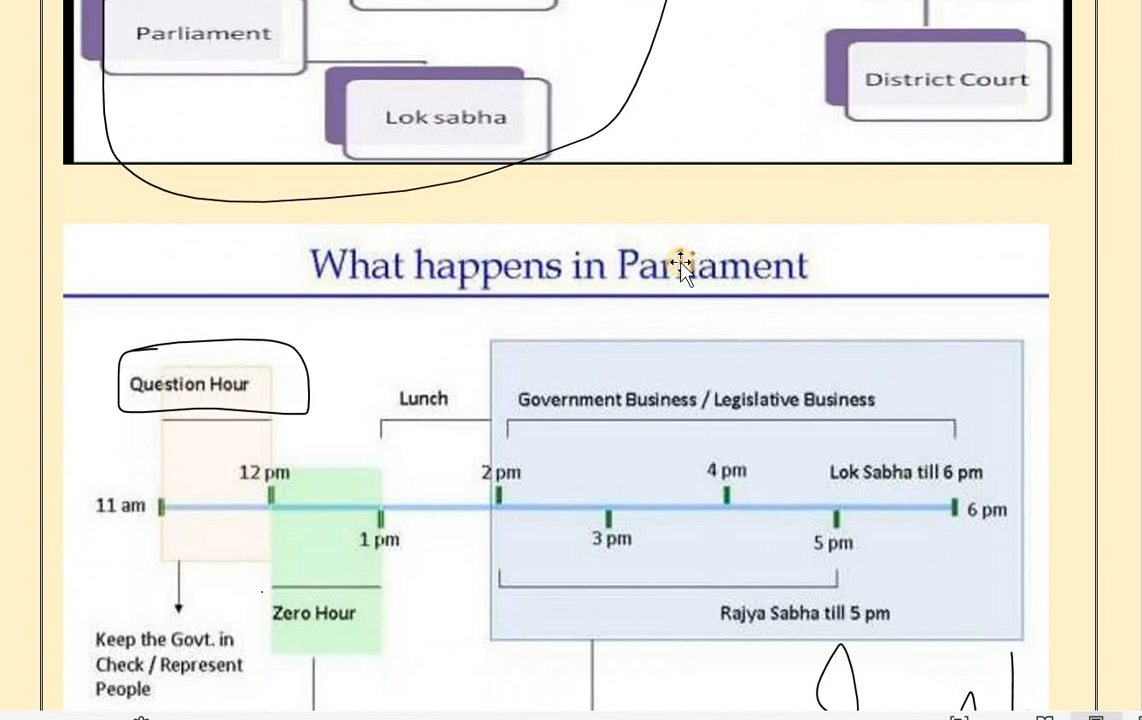 Parliament
District Court
Lok sabha
What happens in Parliament
Question Hour
Lunch
Government Business / Legislative Business
12 pm
2 pm
4 pm
Lok Sabha till 6 pm
11 am
6 pm
1 pm
3 pm
5 pm
Zero Hour
Rajya Sabha till 5 pm
Keep the Govt. in
Check / Represent
People